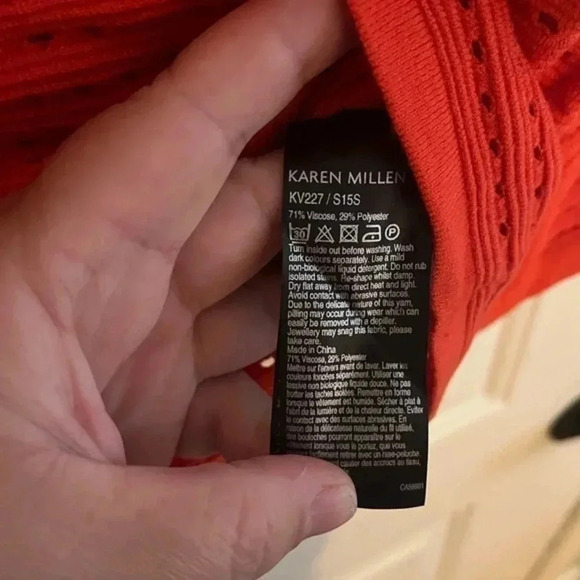 KAREN MILLEN
KV227 / S15S
71% Viscose, 29% Polyester
30 P
Turn inside out before washing. Wash
dark colours separately. Use a mild
non-biological liquid detergent. Do not rub
isolated stains. Re-shape whilst damp.
Dry flat away from direct heat and light.
Avoid contact with abrasive surfaces.
Due to the delicate nature of this yarn,
pilling may occur during wear which can
easily be removed with a depiller.
Jewellery may snag this fabric, please
take care.
Made in China
71% Viscose, 29% Polyester
Mettre sur l'envers avant de laver. Laver les
couleurs foncées séparément. Utiliser une
lessive non biologique liquide douce. Ne pas
frotter les taches isolées. Remettre en forme
lorsque le vêtement est humide. Sécher à plat à
l'abri de la lumière et de la chaleur directe. Eviter
le contact avec des surfaces abrasives. En
raison de la délicatesse naturelle du fil utilisé,
des bouloches pourront apparaître sur le
vêtement lorsque vous le portez, que vous
facilement retirer avec un rase-peluche.
causer des accrocs au tissu,